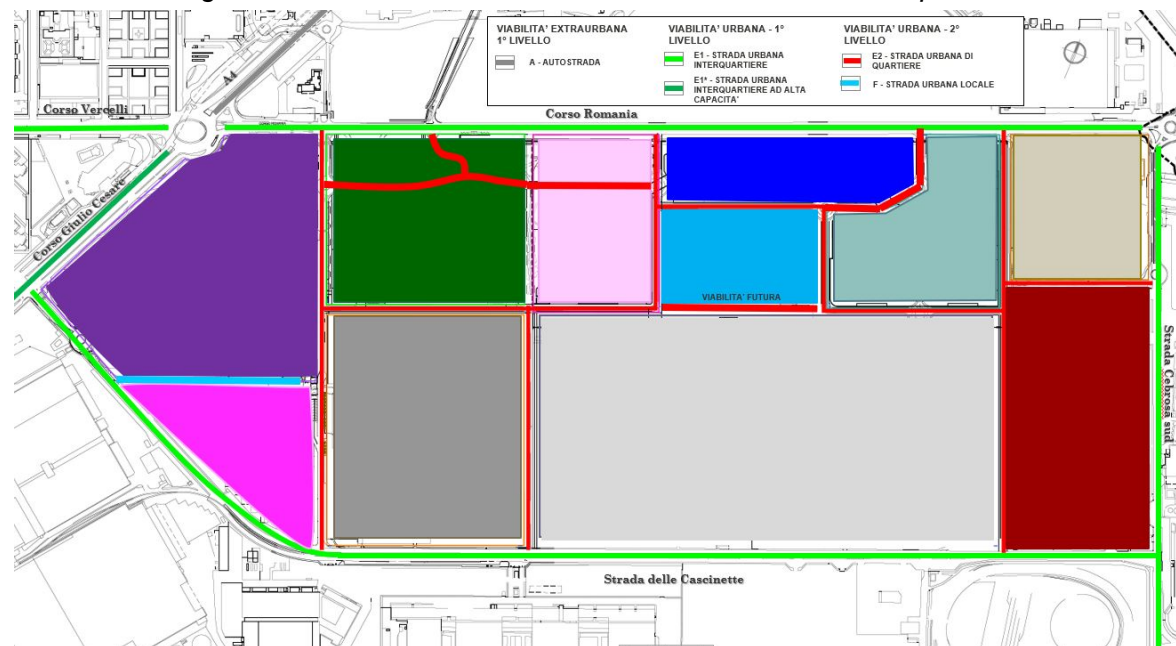 VIABILITA' EXTRAURBANA
1° LIVELLO
A - AUTOSTRADA
VIABILITA' URBANA - 1°
LIVELLO
E1 - STRADA URBANA
INTERQUARTIERE
E1* - STRADA URBANA
INTERQUARTIERE AD ALTA
CAPACITA'
VIABILITA' URBANA - 2°
LIVELLO
E2 - STRADA URBANA DI
QUARTIERE
F - STRADA URBANA LOCALE
A4
Corso Vercelli
Corso Romania
Corso Giulio Cesare
VIABILITA' FUTURA
Strada Cebrosa sud
Strada delle Cascinette